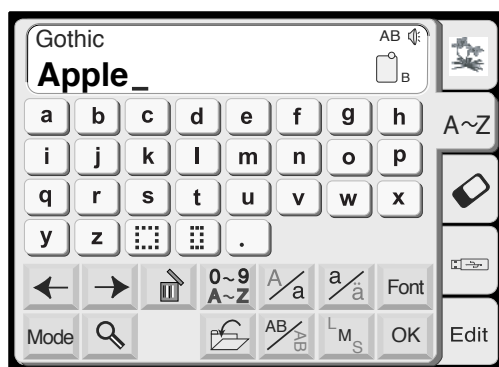 Gothic
AB
Apple_
B
a b c d e f g h
A~Z
i j k l m n o p
q r s t u v w x
y z .
0~9
A~Z
A/a
a/ä
Font
Mode
AB/AB
L M S
OK
Edit